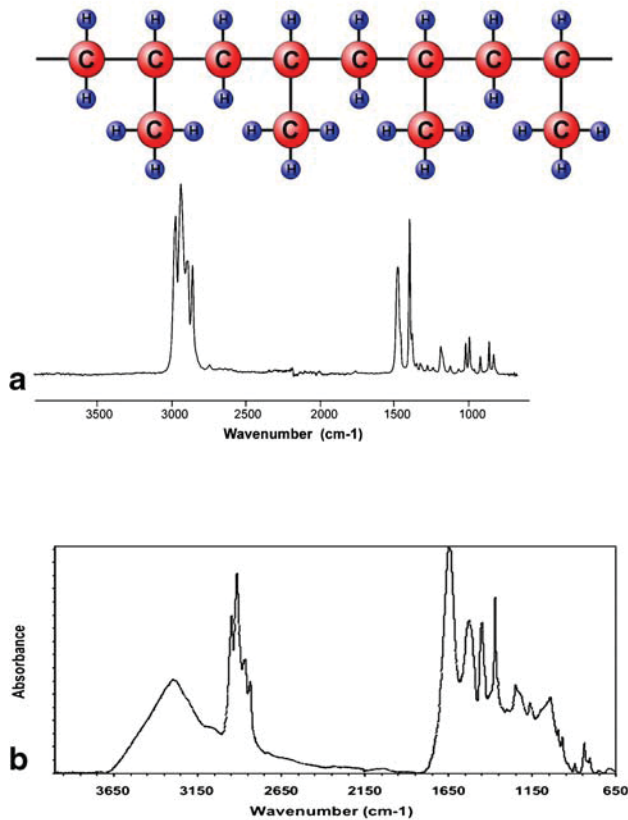 H H H H H H H H
C C C C C C C C
H H H H
H C H H C H H C H H C H
H H H H
a
3500 3000 2500 2000 1500 1000
Wavenumber (cm-1)
Absorbance
b
3650 3150 2650 2150 1650 1150 650
Wavenumber (cm-1)